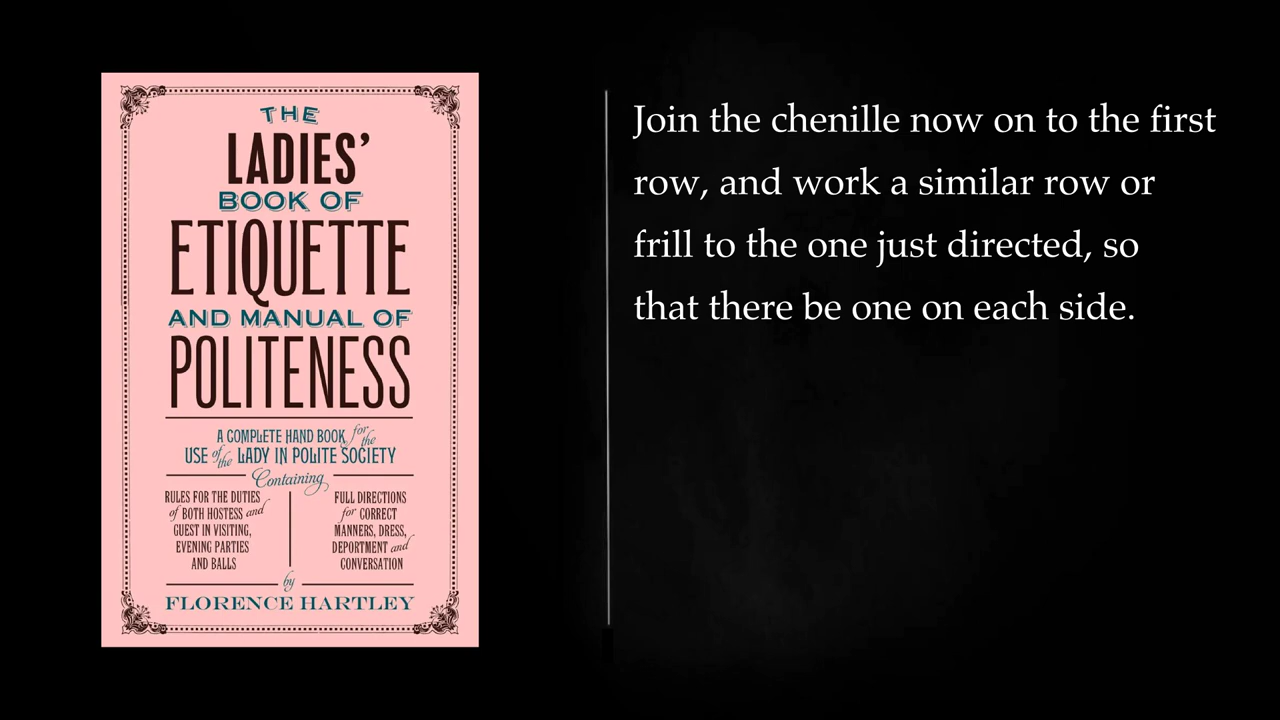 THE
LADIES'
BOOK OF
ETIQUETTE
AND MANUAL OF
POLITENESS
A COMPLETE HAND BOOK for the
USE of the LADY IN POLITE SOCIETY
Containing
RULES FOR THE DUTIES
of BOTH HOSTESS and
GUEST IN VISITING,
EVENING PARTIES
AND BALLS
FULL DIRECTIONS
for CORRECT
MANNERS, DRESS,
DEPORTMENT and
CONVERSATION
by
FLORENCE HARTLEY
Join the chenille now on to the first
row, and work a similar row or
frill to the one just directed, so
that there be one on each side.